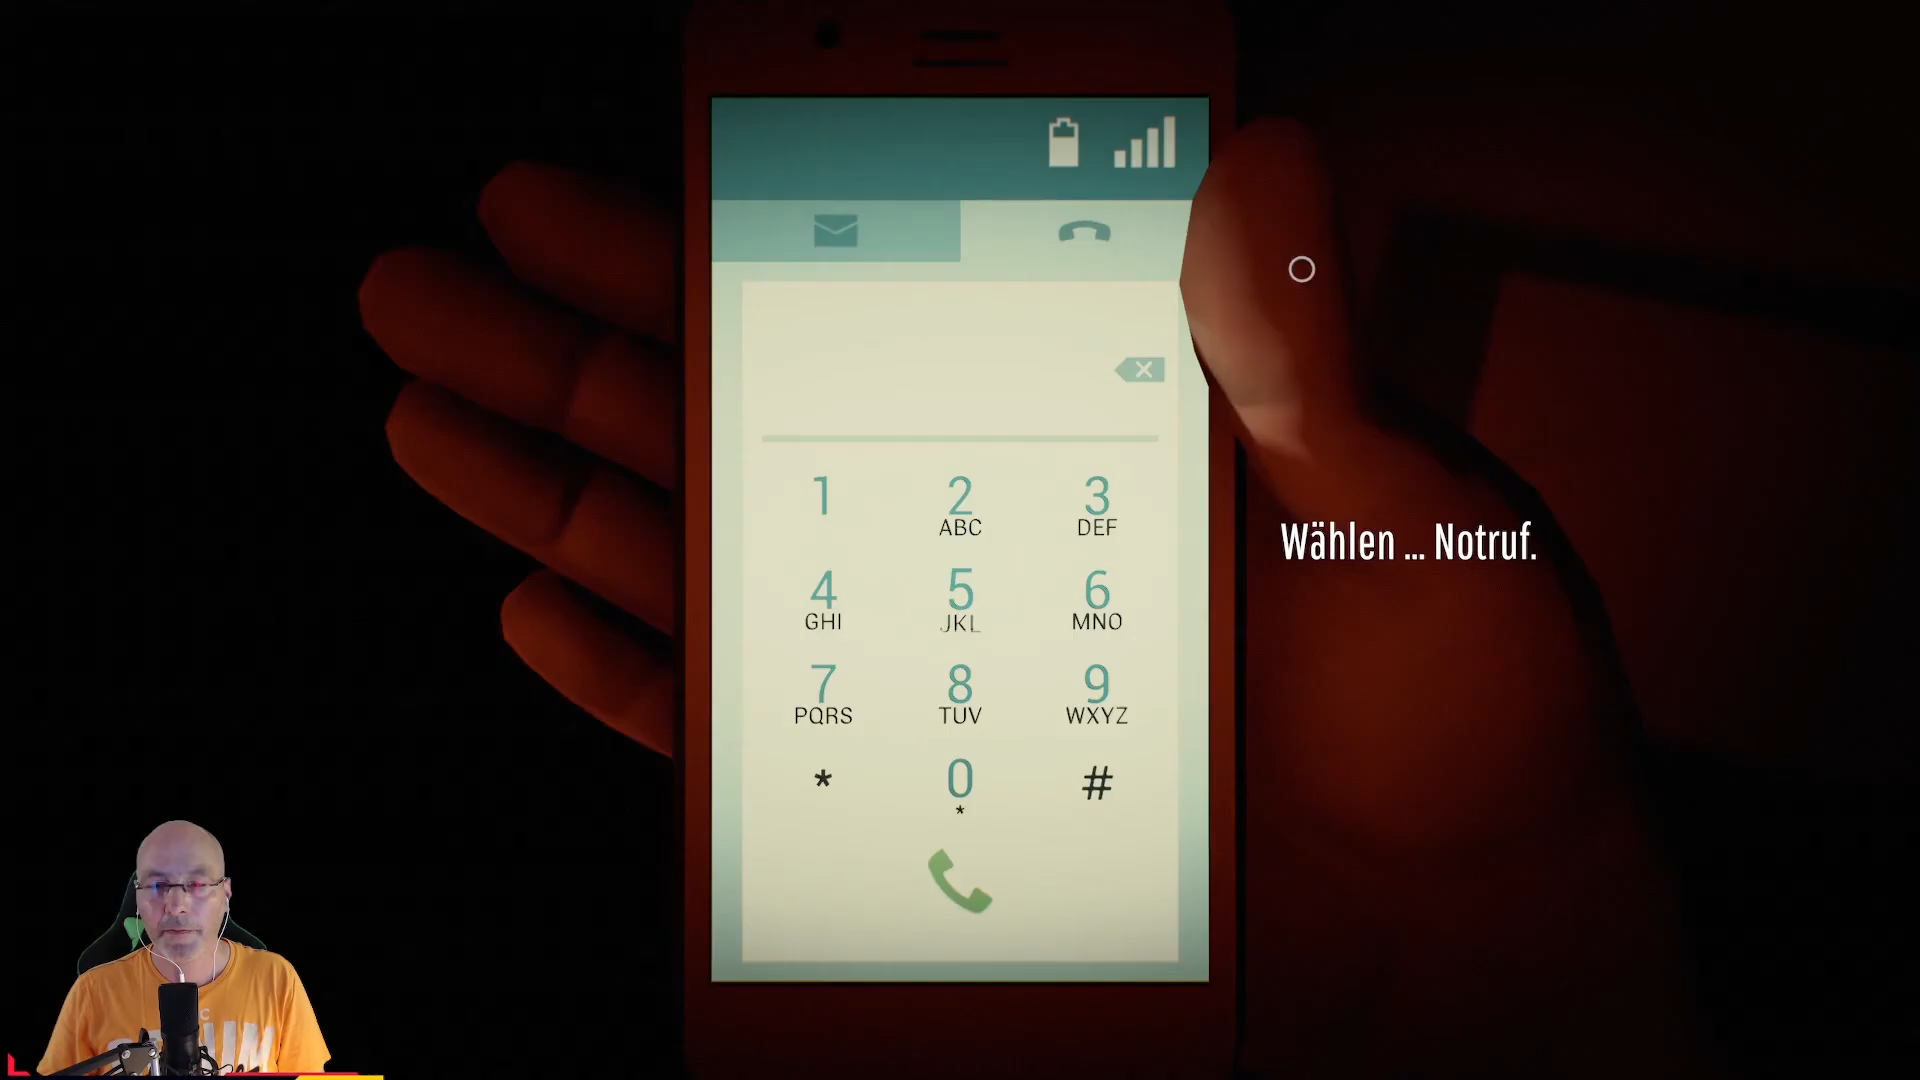 1 2 3
ABC DEF
4 5 6
GHI JKL MNO
7 8 9
PQRS TUV WXYZ
* 0 #
*
Wählen ... Notruf.